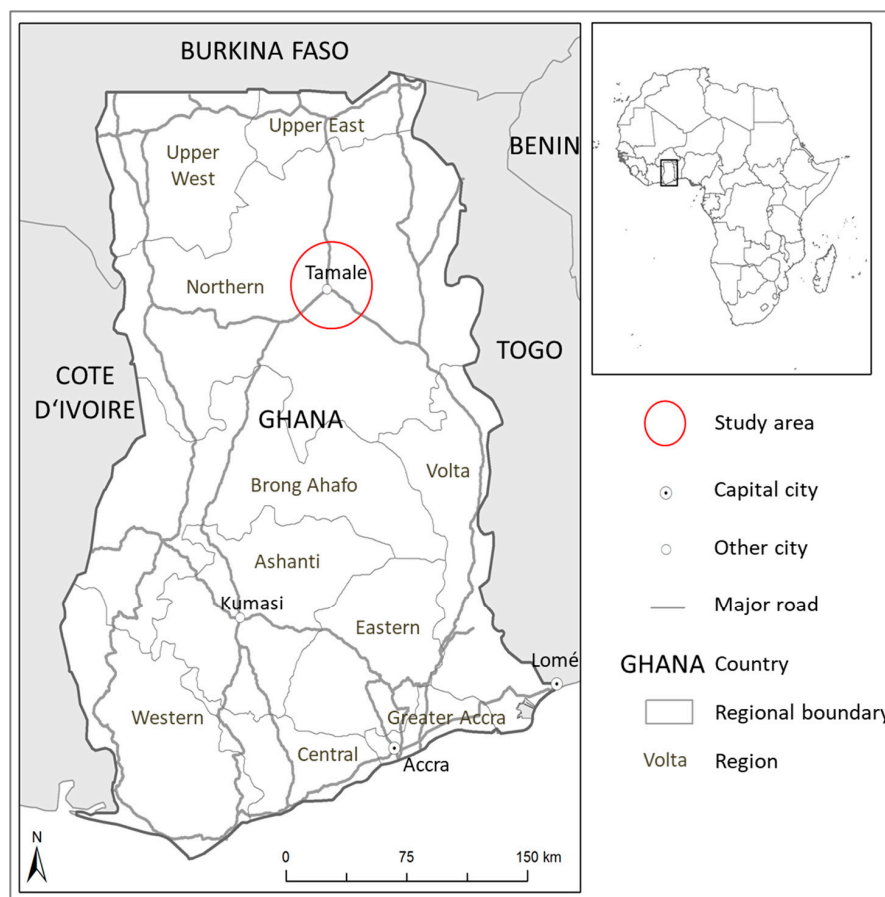 BURKINA FASO
Upper East
Upper
West
BENIN
Tamale
Northern
TOGO
COTE
D'IVOIRE
GHANA
Volta
Brong Ahafo
Ashanti
Kumasi
Eastern
Lomé
Western
Greater Accra
Central
Accra
N
0 75 150 km
Study area
Capital city
Other city
Major road
GHANA Country
Regional boundary
Volta Region